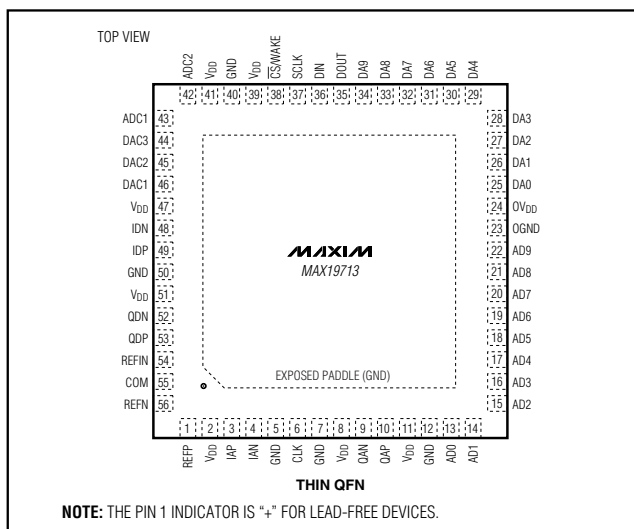 TOP VIEW
ADC2
VDD
GND
VDD
CS/WAKE
SCLK
DIN
DOUT
DA9
DA8
DA7
DA6
DA5
DA4
42 41 40 39 38 37 36 35 34 33 32 31 30 29
ADC1 43
DAC3 44
DAC2 45
DAC1 46
VDD 47
IDN 48
IDP 49
GND 50
VDD 51
QDN 52
QDP 53
REFIN 54
COM 55
REFN 56
MAXIM
MAX19713
EXPOSED PADDLE (GND)
28 DA3
27 DA2
26 DA1
25 DA0
24 OVDD
23 OGND
22 AD9
21 AD8
20 AD7
19 AD6
18 AD5
17 AD4
16 AD3
15 AD2
1 2 3 4 5 6 7 8 9 10 11 12 13 14
REFP
VDD
IAP
IAN
GND
CLK
GND
VDD
QAN
QAP
VDD
GND
AD0
AD1
THIN QFN
NOTE: THE PIN 1 INDICATOR IS "+" FOR LEAD-FREE DEVICES.